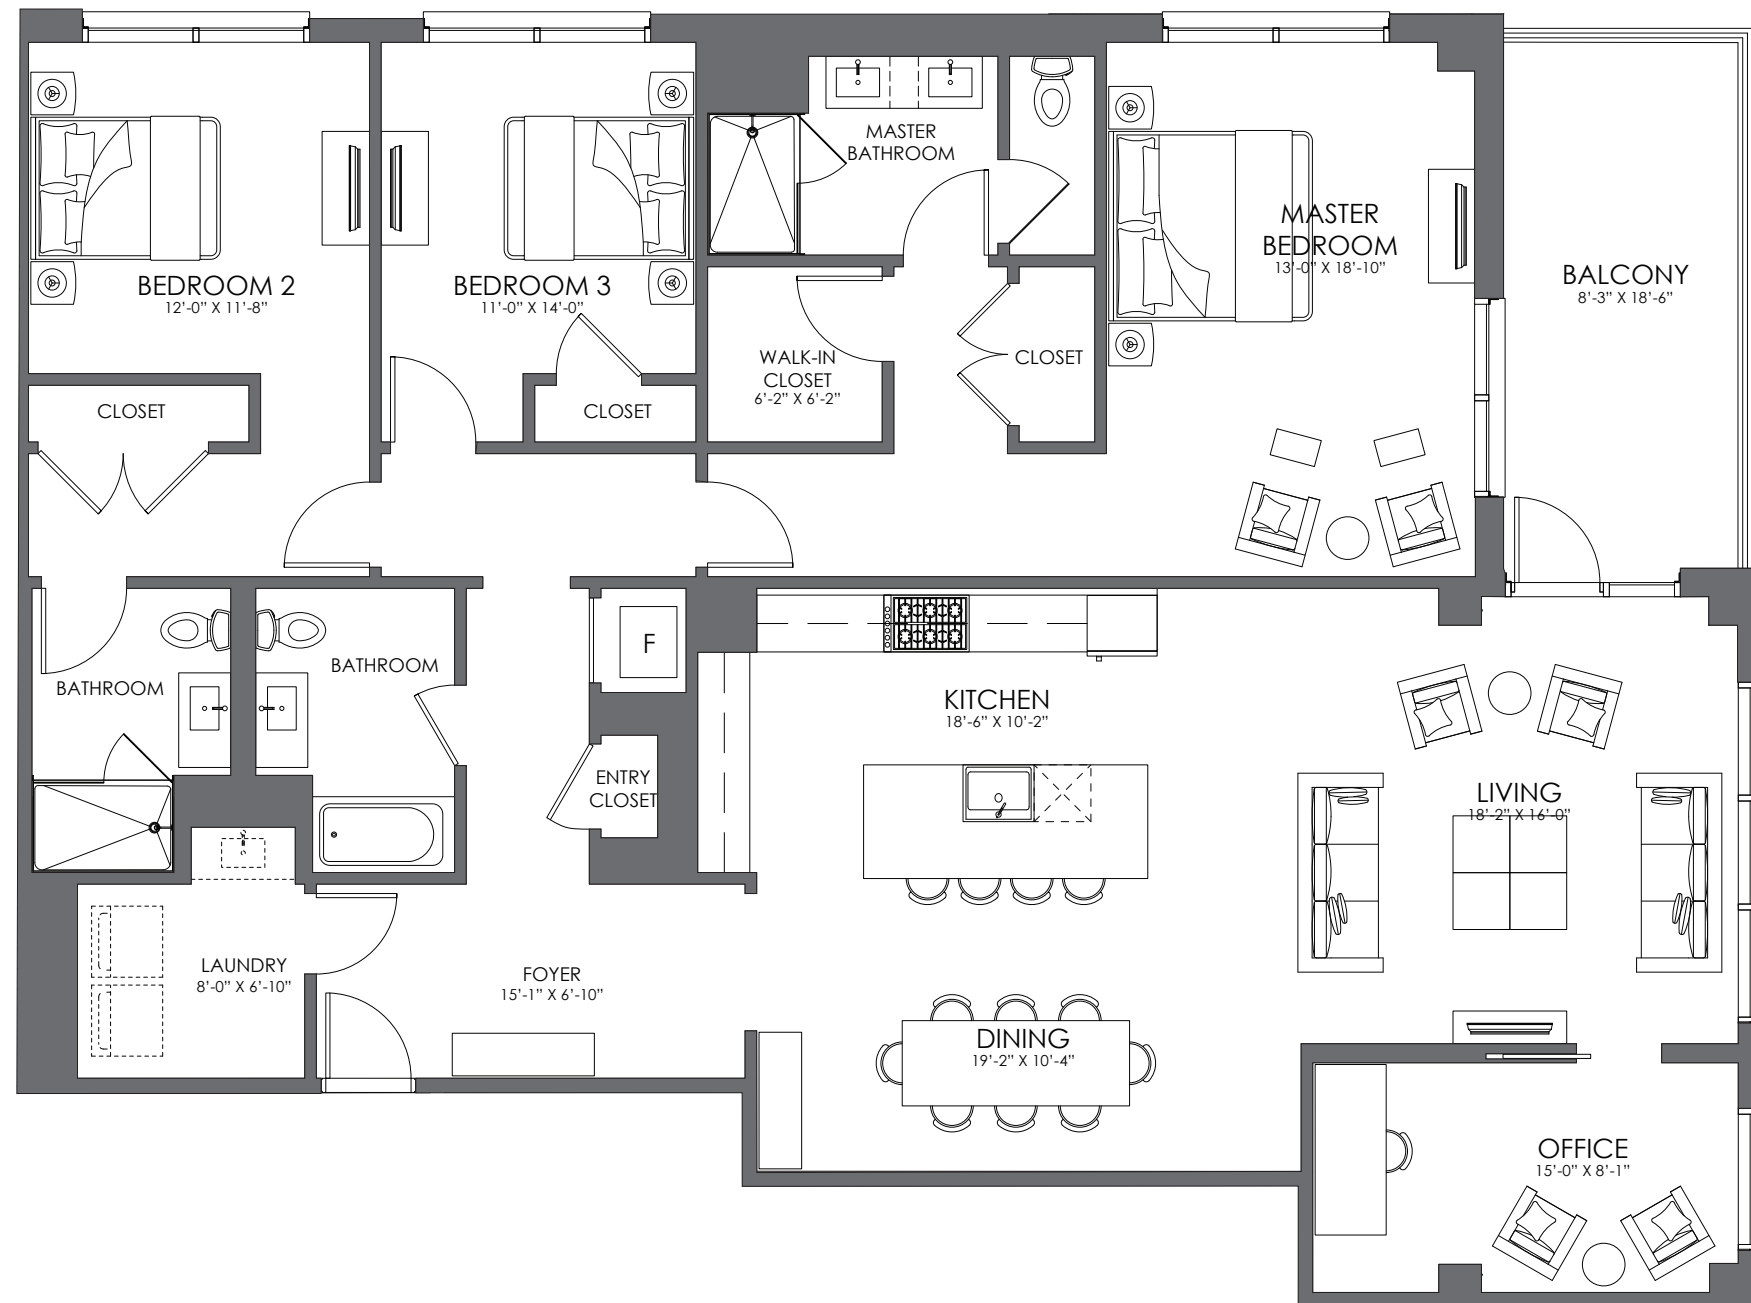 MASTER
BATHROOM
MASTER
BEDROOM
13'-0" X 18'-10"
BALCONY
8'-3" X 18'-6"
BEDROOM 2
12'-0" X 11'-8"
BEDROOM 3
11'-0" X 14'-0"
WALK-IN
CLOSET
6'-2" X 6'-2"
CLOSET
CLOSET
CLOSET
F
BATHROOM
BATHROOM
KITCHEN
18'-6" X 10'-2"
ENTRY
CLOSET
LIVING
18'-2" X 16'-0"
LAUNDRY
8'-0" X 6'-10"
FOYER
15'-1" X 6'-10"
DINING
19'-2" X 10'-4"
OFFICE
15'-0" X 8'-1"